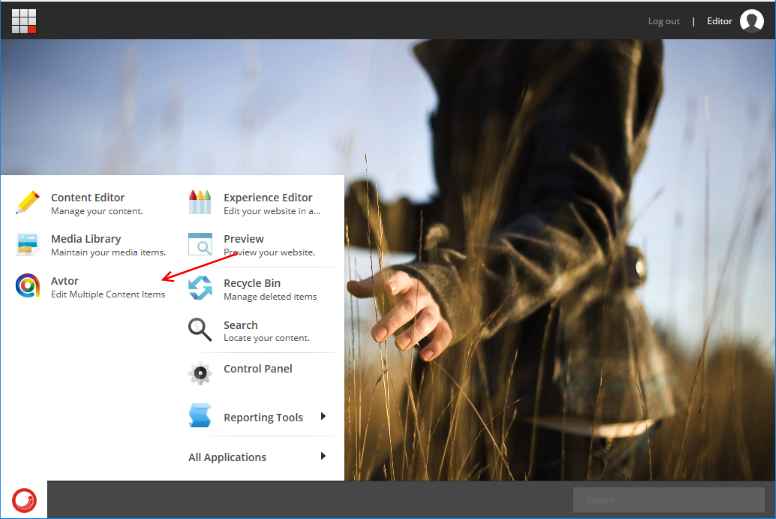 Log out | Editor
Content Editor
Manage your content.
Media Library
Maintain your media items.
Avtor
Edit Multiple Content Items
Experience Editor
Edit your website in a...
Preview
Preview your website.
Recycle Bin
Manage deleted items
Search
Locate your content.
Control Panel
Reporting Tools
All Applications
Search